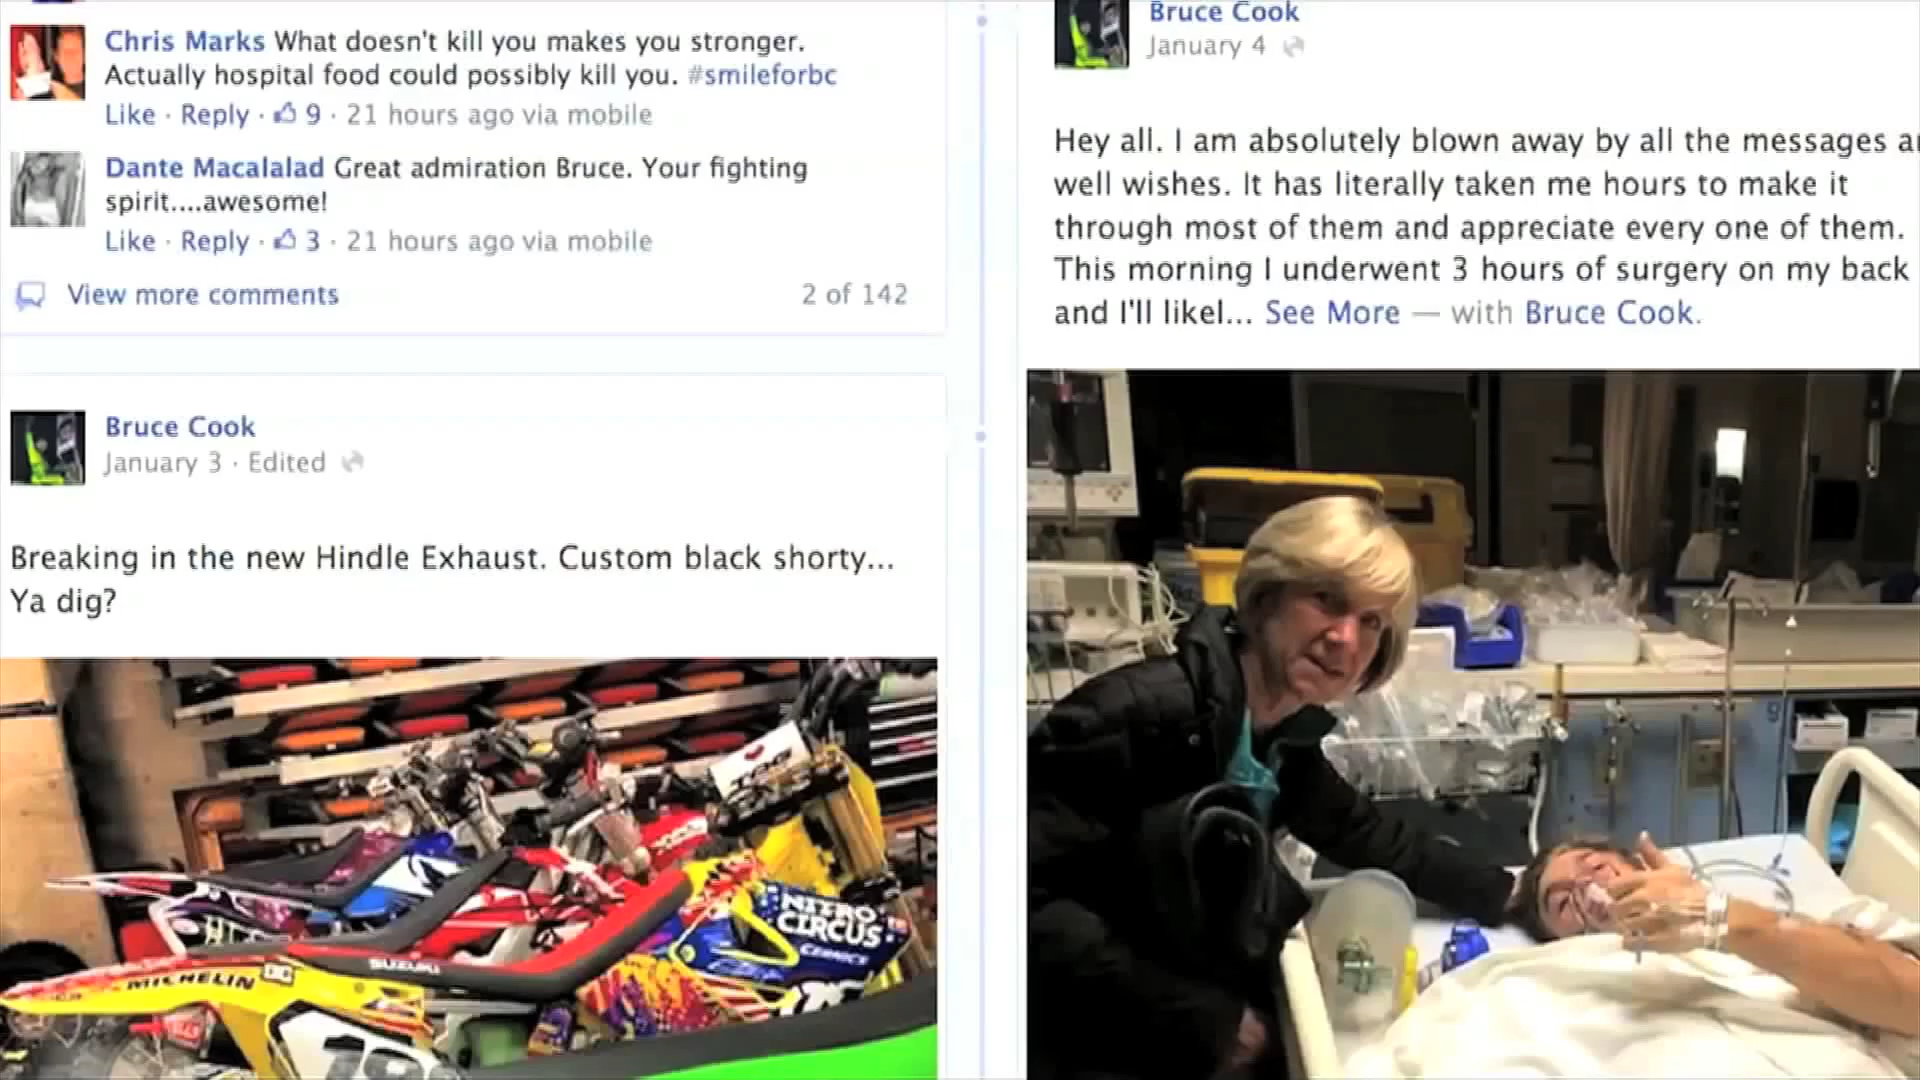 Chris Marks What doesn't kill you makes you stronger.
Actually hospital food could possibly kill you. #smileforbc
Like · Reply · 9 · 21 hours ago via mobile
Dante Macalalad Great admiration Bruce. Your fighting
spirit....awesome!
Like · Reply · 3 · 21 hours ago via mobile
View more comments 2 of 142
Bruce Cook
January 3 · Edited
Breaking in the new Hindle Exhaust. Custom black shorty...
Ya dig?
NITRO
CIRCUS
SUZUKI
MICHELIN DC
Bruce Cook
January 4
Hey all. I am absolutely blown away by all the messages
well wishes. It has literally taken me hours to make it
through most of them and appreciate every one of them.
This morning I underwent 3 hours of surgery on my back
and I'll likel... See More — with Bruce Cook.